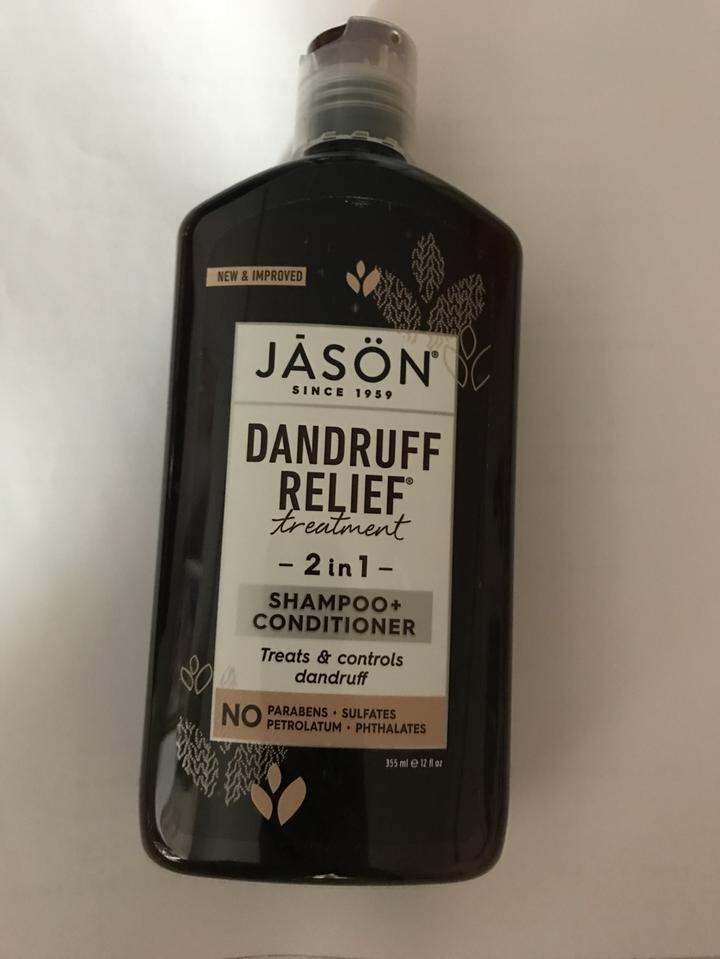 NEW & IMPROVED
JĀSÖN®
SINCE 1959
DANDRUFF
RELIEF®
treatment
– 2 in 1 –
SHAMPOO+
CONDITIONER
Treats & controls
dandruff
NO PARABENS • SULFATES
PETROLATUM • PHTHALATES
355 ml ℮ 12 fl oz